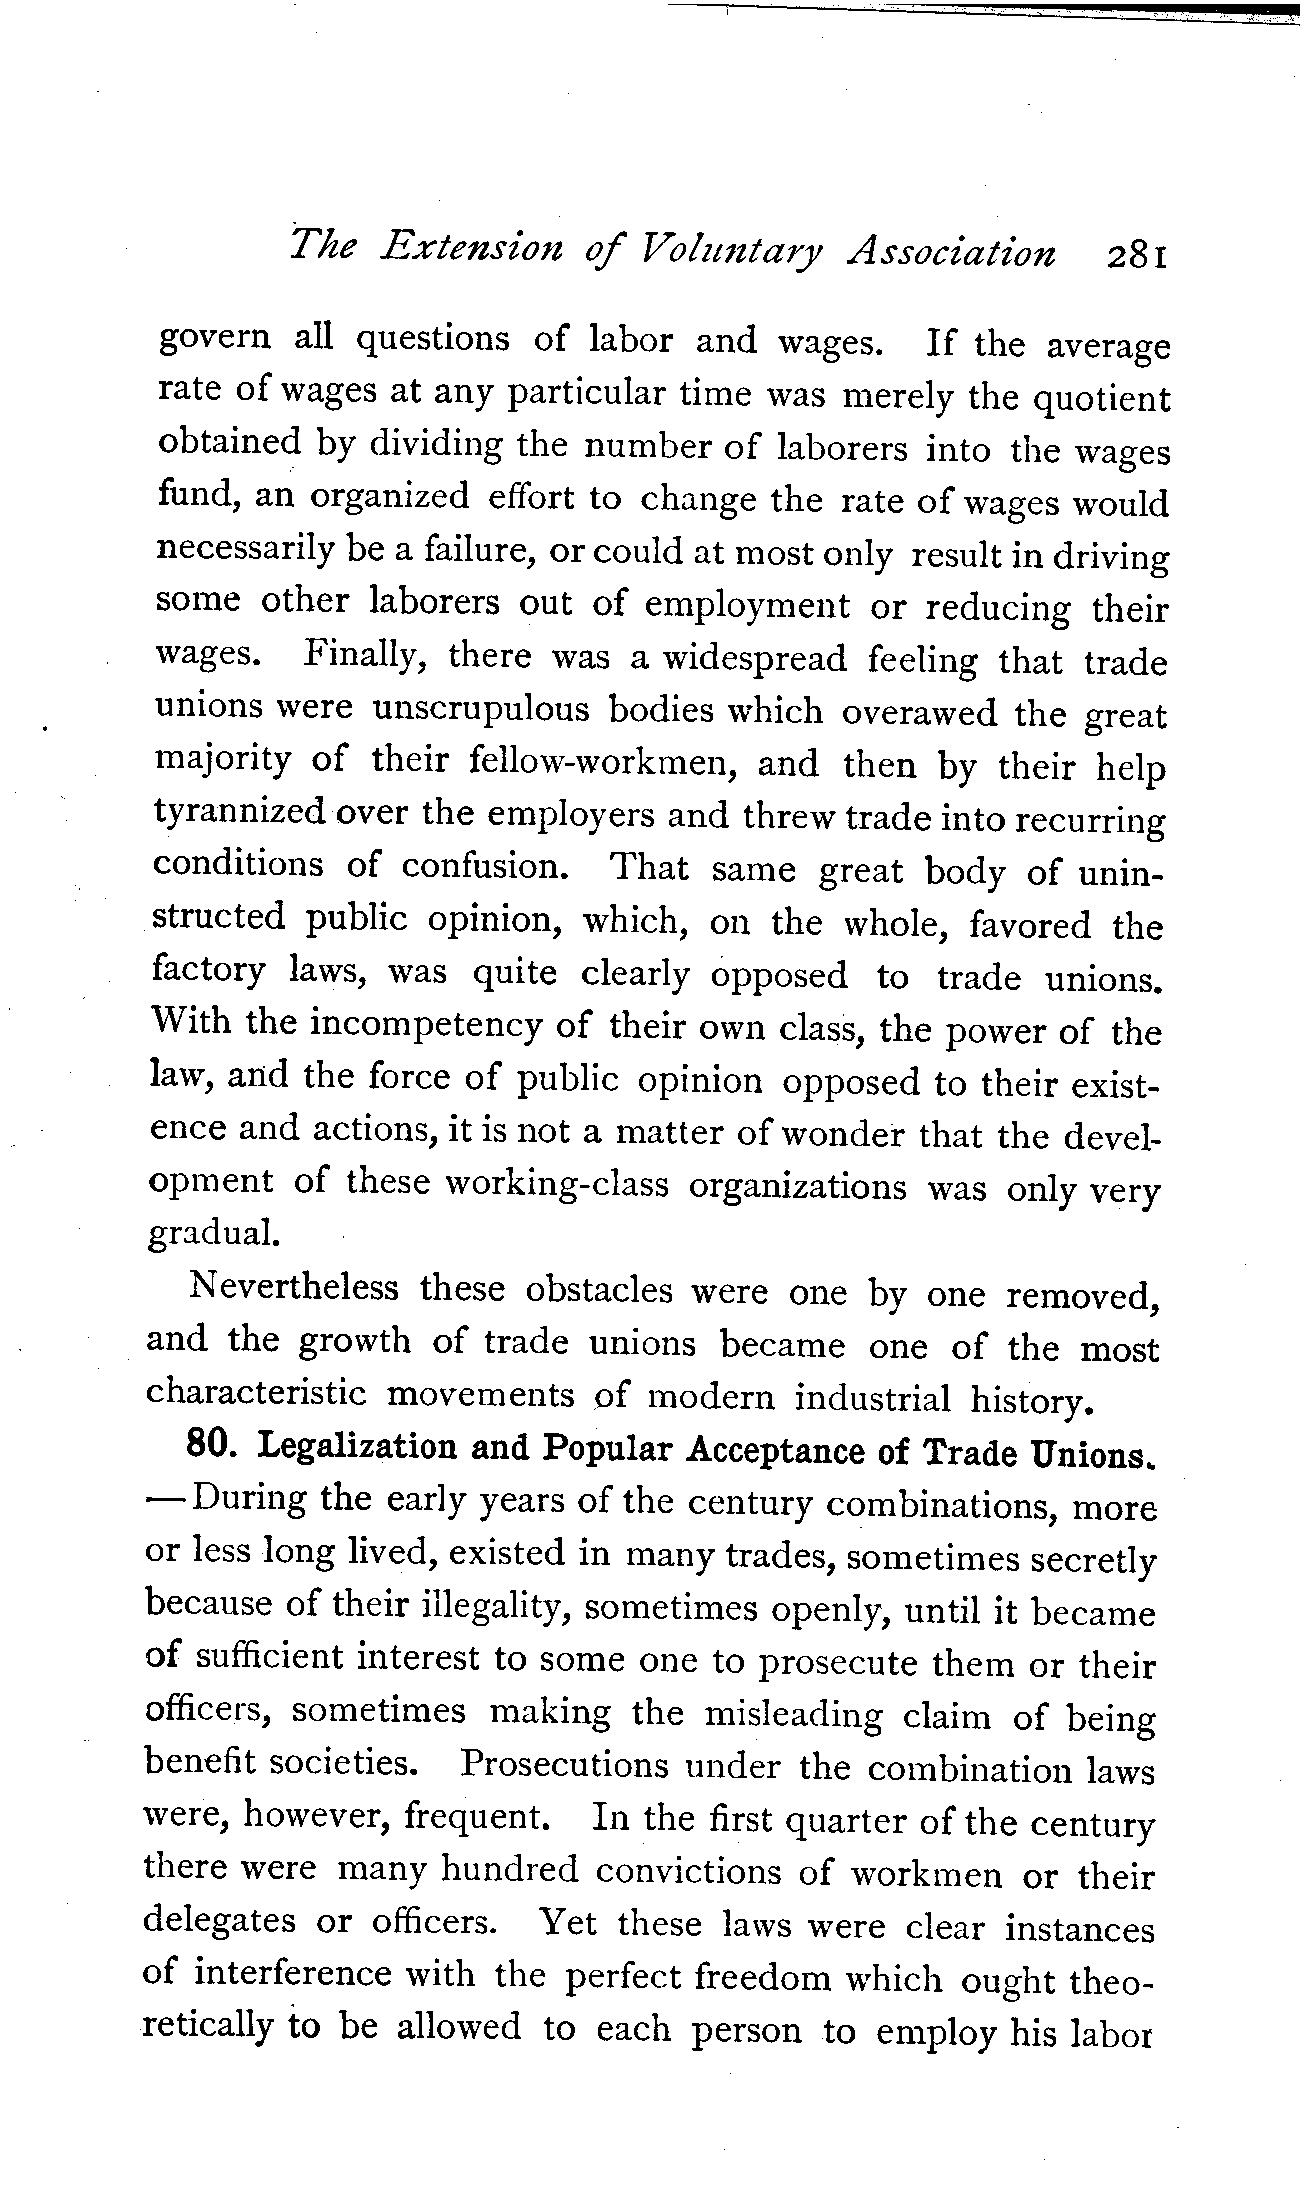 The Extension of Voluntary Association 281
govern all questions of labor and wages. If the average
rate of wages at any particular time was merely the quotient
obtained by dividing the number of laborers into the wages
fund, an organized effort to change the rate of wages would
necessarily be a failure, or could at most only result in driving
some other laborers out of employment or reducing their
wages. Finally, there was a widespread feeling that trade
unions were unscrupulous bodies which overawed the great
majority of their fellow-workmen, and then by their help
tyrannized over the employers and threw trade into recurring
conditions of confusion. That same great body of unin-
structed public opinion, which, on the whole, favored the
factory laws, was quite clearly opposed to trade unions.
With the incompetency of their own class, the power of the
law, and the force of public opinion opposed to their exist-
ence and actions, it is not a matter of wonder that the devel-
opment of these working-class organizations was only very
gradual.
Nevertheless these obstacles were one by one removed,
and the growth of trade unions became one of the most
characteristic movements of modern industrial history.
80. Legalization and Popular Acceptance of Trade Unions.
—During the early years of the century combinations, more
or less long lived, existed in many trades, sometimes secretly
because of their illegality, sometimes openly, until it became
of sufficient interest to some one to prosecute them or their
officers, sometimes making the misleading claim of being
benefit societies. Prosecutions under the combination laws
were, however, frequent. In the first quarter of the century
there were many hundred convictions of workmen or their
delegates or officers. Yet these laws were clear instances
of interference with the perfect freedom which ought theo-
retically to be allowed to each person to employ his labor